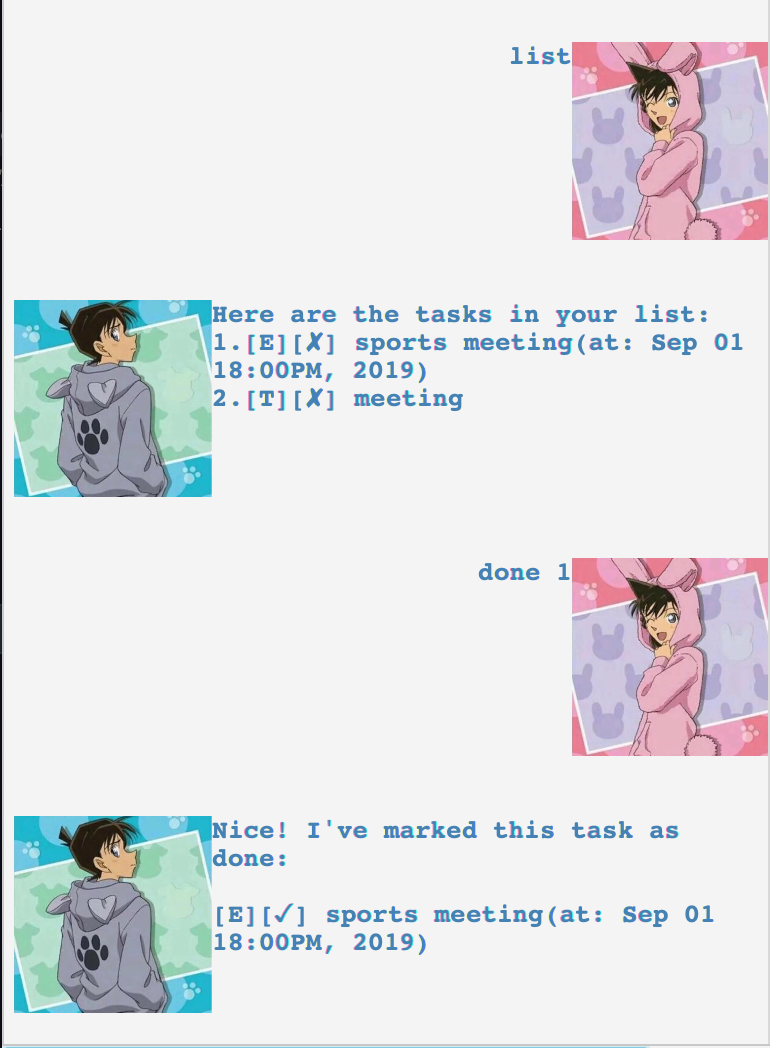 list
Here are the tasks in your list:
1.[E][✘] sports meeting(at: Sep 01
18:00PM, 2019)
2.[T][✘] meeting
done 1
Nice! I've marked this task as
done:
[E][✓] sports meeting(at: Sep 01
18:00PM, 2019)